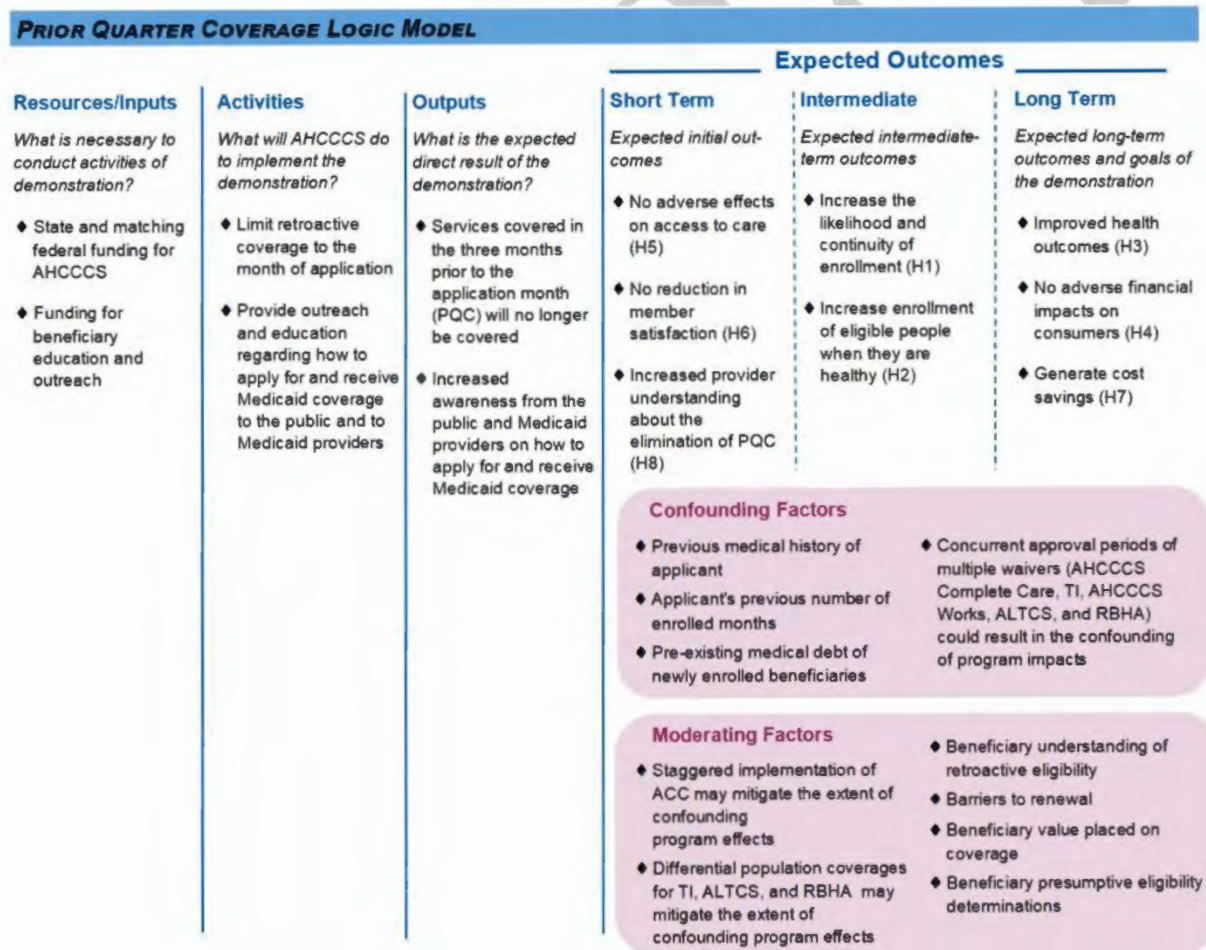 PRIOR QUARTER COVERAGE LOGIC MODEL
Expected Outcomes
Resources/Inputs
What is necessary to
conduct activities of
demonstration?
♦ State and matching
federal funding for
AHCCCS
♦ Funding for
beneficiary
education and
outreach
Activities
What will AHCCCS do
to implement the
demonstration?
♦ Limit retroactive
coverage to the
month of application
♦ Provide outreach
and education
regarding how to
apply for and receive
Medicaid coverage
to the public and to
Medicaid providers
Outputs
What is the expected
direct result of the
demonstration?
♦ Services covered in
the three months
prior to the
application month
(PQC) will no longer
be covered
♦ Increased
awareness from the
public and Medicaid
providers on how to
apply for and receive
Medicaid coverage
Short Term
Expected initial out-
comes
♦ No adverse effects
on access to care
(H5)
♦ No reduction in
member
satisfaction (H6)
♦ Increased provider
understanding
about the
elimination of PQC
(H8)
Intermediate
Expected intermediate-
term outcomes
♦ Increase the
likelihood and
continuity of
enrollment (H1)
♦ Increase enrollment
of eligible people
when they are
healthy (H2)
Long Term
Expected long-term
outcomes and goals of
the demonstration
♦ Improved health
outcomes (H3)
♦ No adverse financial
impacts on
consumers (H4)
♦ Generate cost
savings (H7)
Confounding Factors
♦ Previous medical history of
applicant
♦ Applicant's previous number of
enrolled months
♦ Pre-existing medical debt of
newly enrolled beneficiaries
♦ Concurrent approval periods of
multiple waivers (AHCCCS
Complete Care, TI, AHCCCS
Works, ALTCS, and RBHA)
could result in the confounding
of program impacts
Moderating Factors
♦ Staggered implementation of
ACC may mitigate the extent of
confounding
program effects
♦ Differential population coverages
for TI, ALTCS, and RBHA may
mitigate the extent of
confounding program effects
♦ Beneficiary understanding of
retroactive eligibility
♦ Barriers to renewal
♦ Beneficiary value placed on
coverage
♦ Beneficiary presumptive eligibility
determinations